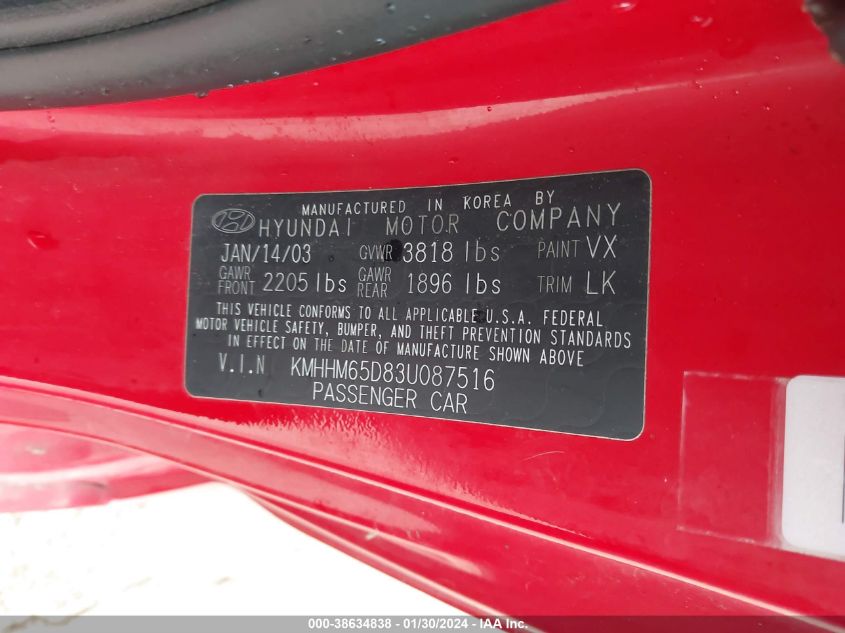 MANUFACTURED IN KOREA BY
HYUNDAI MOTOR COMPANY
JAN/14/03 GVWR 3818 lbs PAINT VX
GAWR FRONT 2205 lbs GAWR REAR 1896 lbs TRIM LK
THIS VEHICLE CONFORMS TO ALL APPLICABLE U.S.A. FEDERAL
MOTOR VEHICLE SAFETY, BUMPER, AND THEFT PREVENTION STANDARDS
IN EFFECT ON THE DATE OF MANUFACTURE SHOWN ABOVE
V.I.N KMHHM65D83U087516
PASSENGER CAR
000-38634838 - 01/30/2024 - IAA Inc.